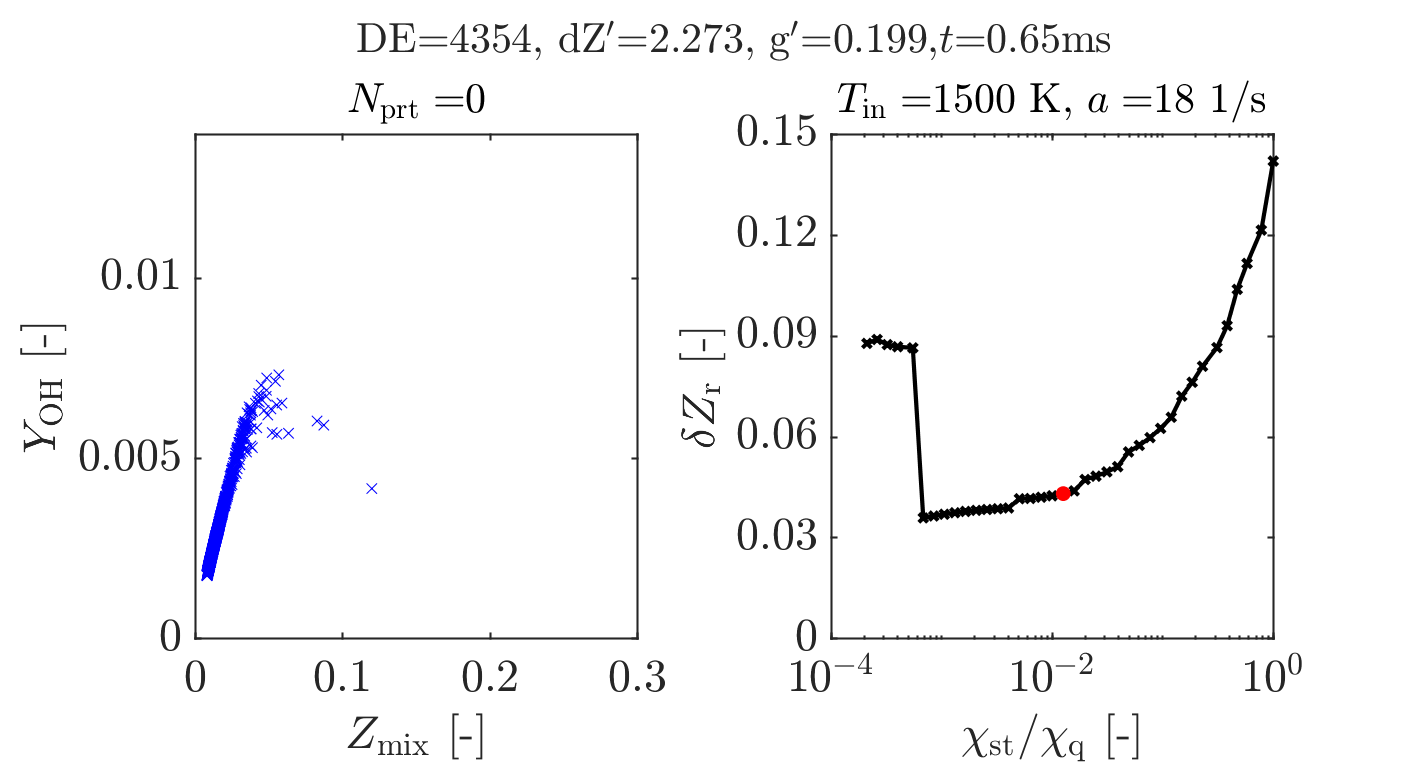 DE=4354, dZ′=2.273, g′=0.199,t=0.65ms
N_prt =0
T_in =1500 K, a =18 1/s
0.01
0.005
0
Y_OH [-]
0 0.1 0.2 0.3
Z_mix [-]
0.15
0.12
0.09
0.06
0.03
0
δZ_r [-]
10⁻⁴ 10⁻² 10⁰
χ_st/χ_q [-]